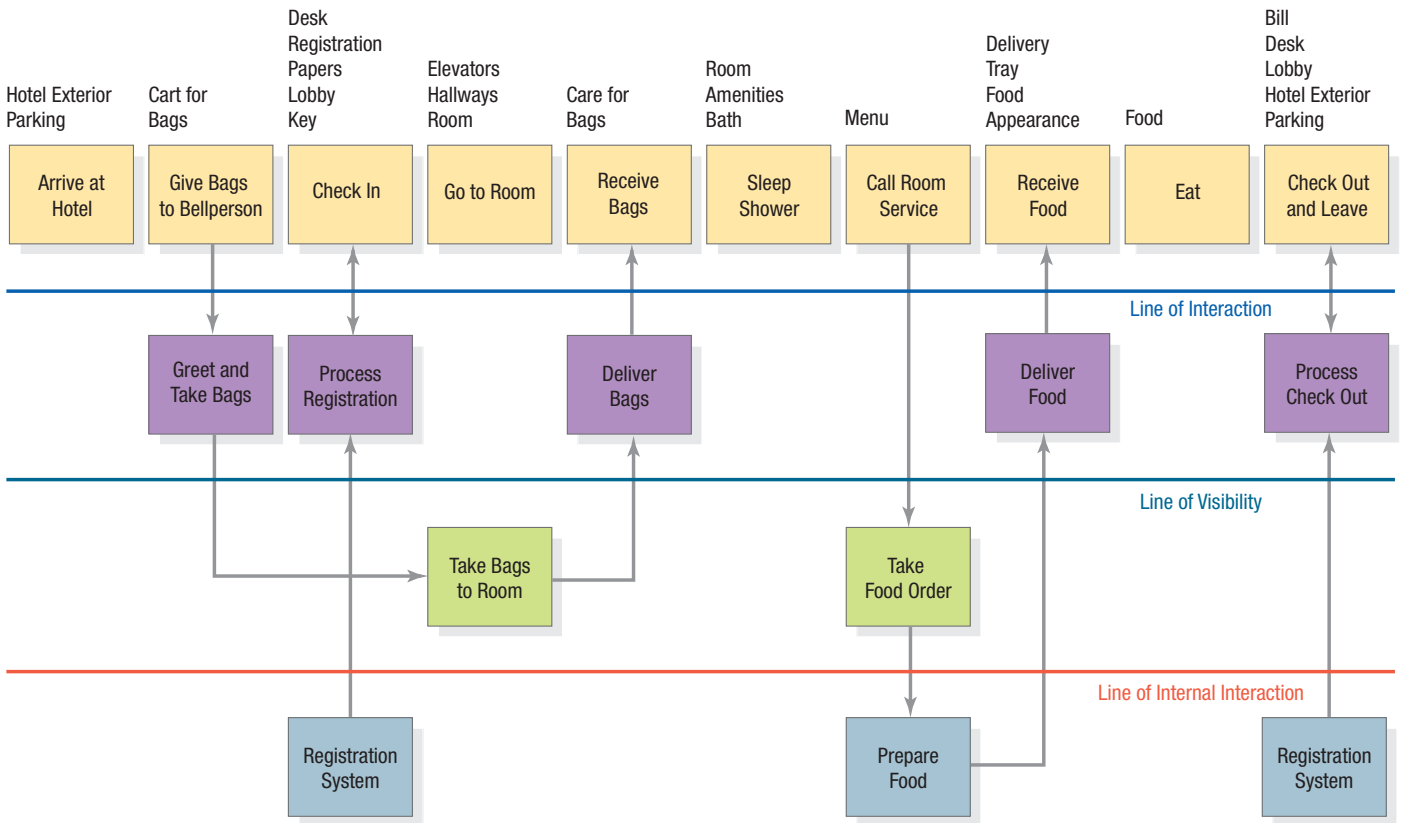 Hotel Exterior
Parking
Cart for
Bags
Desk
Registration
Papers
Lobby
Key
Elevators
Hallways
Room
Care for
Bags
Room
Amenities
Bath
Menu
Delivery
Tray
Food
Appearance
Food
Bill
Desk
Lobby
Hotel Exterior
Parking
Arrive at
Hotel
Give Bags
to Bellperson
Check In
Go to Room
Receive
Bags
Sleep
Shower
Call Room
Service
Receive
Food
Eat
Check Out
and Leave
Line of Interaction
Greet and
Take Bags
Process
Registration
Deliver
Bags
Deliver
Food
Process
Check Out
Line of Visibility
Take Bags
to Room
Take
Food Order
Line of Internal Interaction
Registration
System
Prepare
Food
Registration
System